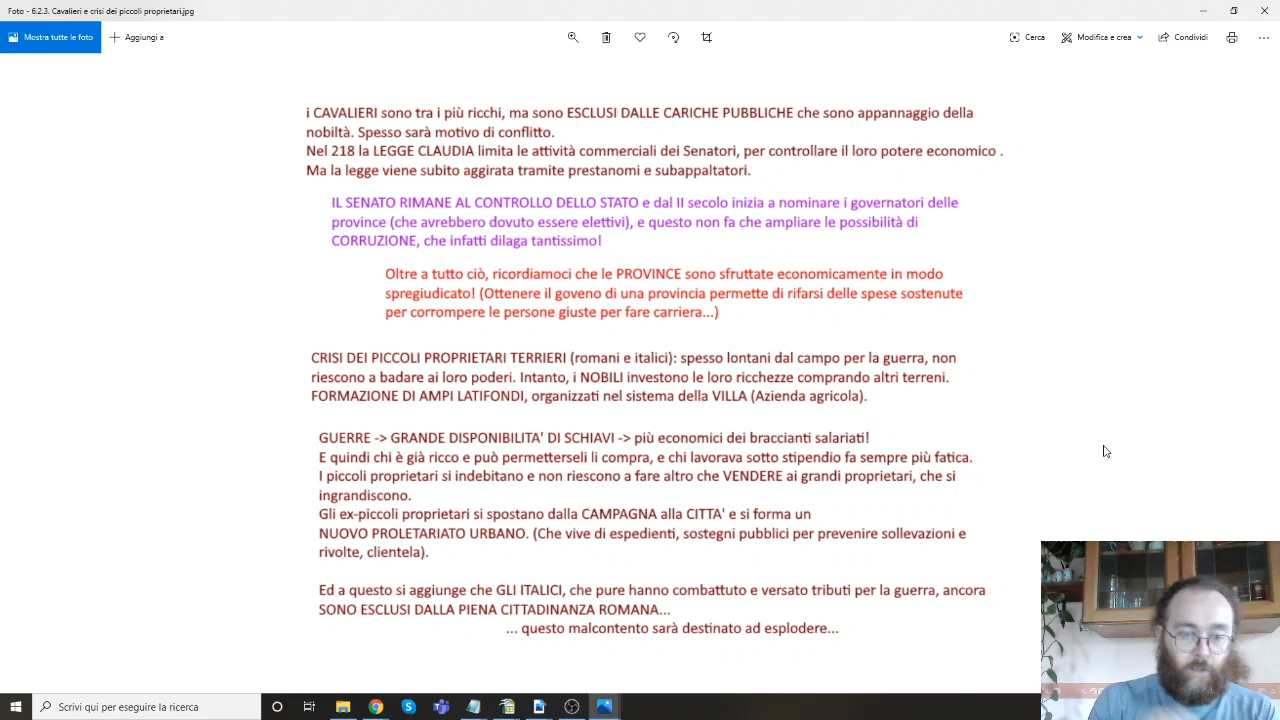 Foto - 6.2.3. Cavalieri e crisi dei piccoli proprietari.jpg
Mostra tutte le foto
Aggiungi a
Cerca
Modifica e crea
Condividi
i CAVALIERI sono tra i più ricchi, ma sono ESCLUSI DALLE CARICHE PUBBLICHE che sono appannaggio della
nobiltà. Spesso sarà motivo di conflitto.
Nel 218 la LEGGE CLAUDIA limita le attività commerciali dei Senatori, per controllare il loro potere economico .
Ma la legge viene subito aggirata tramite prestanomi e subappaltatori.
IL SENATO RIMANE AL CONTROLLO DELLO STATO e dal II secolo inizia a nominare i governatori delle
province (che avrebbero dovuto essere elettivi), e questo non fa che ampliare le possibilità di
CORRUZIONE, che infatti dilaga tantissimo!
Oltre a tutto ciò, ricordiamoci che le PROVINCE sono sfruttate economicamente in modo
spregiudicato! (Ottenere il goveno di una provincia permette di rifarsi delle spese sostenute
per corrompere le persone giuste per fare carriera...)
CRISI DEI PICCOLI PROPRIETARI TERRIERI (romani e italici): spesso lontani dal campo per la guerra, non
riescono a badare ai loro poderi. Intanto, i NOBILI investono le loro ricchezze comprando altri terreni.
FORMAZIONE DI AMPI LATIFONDI, organizzati nel sistema della VILLA (Azienda agricola).
GUERRE -> GRANDE DISPONIBILITA' DI SCHIAVI -> più economici dei braccianti salariati!
E quindi chi è già ricco e può permetterseli li compra, e chi lavorava sotto stipendio fa sempre più fatica.
I piccoli proprietari si indebitano e non riescono a fare altro che VENDERE ai grandi proprietari, che si
ingrandiscono.
Gli ex-piccoli proprietari si spostano dalla CAMPAGNA alla CITTA' e si forma un
NUOVO PROLETARIATO URBANO. (Che vive di espedienti, sostegni pubblici per prevenire sollevazioni e
rivolte, clientela).
Ed a questo si aggiunge che GLI ITALICI, che pure hanno combattuto e versato tributi per la guerra, ancora
SONO ESCLUSI DALLA PIENA CITTADINANZA ROMANA...
... questo malcontento sarà destinato ad esplodere...
Scrivi qui per eseguire la ricerca